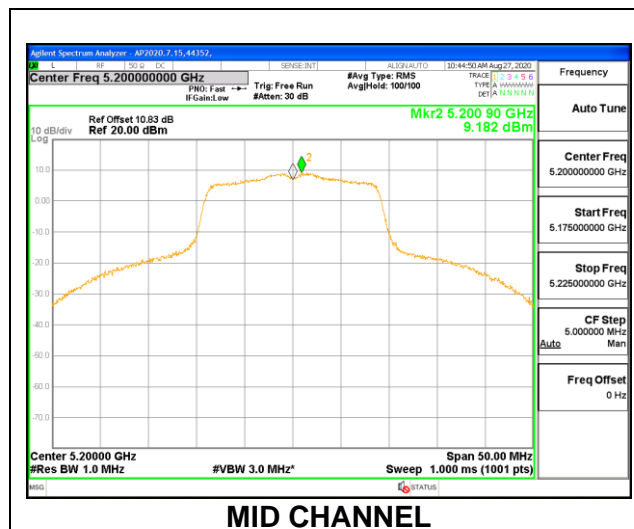 Agilent Spectrum Analyzer - AP2020.7.15,44352,
L RF 50 Ω DC SENSE:INT ALIGNAUTO 10:44:50 AM Aug 27, 2020
Center Freq 5.200000000 GHz
PNO: Fast
IFGain:Low
Trig: Free Run
#Atten: 30 dB
#Avg Type: RMS
Avg|Hold: 100/100
TRACE 1 2 3 4 5 6
TYPE A WWWWW
DET A N N N N N
Frequency
Ref Offset 10.83 dB
10 dB/div Ref 20.00 dBm
Log
Mkr2 5.200 90 GHz
9.182 dBm
2
10.0
0.00
-10.0
-20.0
-30.0
-40.0
-50.0
-60.0
-70.0
Center 5.20000 GHz Span 50.00 MHz
#Res BW 1.0 MHz #VBW 3.0 MHz* Sweep 1.000 ms (1001 pts)
MSG STATUS
Auto Tune
Center Freq
5.200000000 GHz
Start Freq
5.175000000 GHz
Stop Freq
5.225000000 GHz
CF Step
5.000000 MHz
Auto Man
Freq Offset
0 Hz
MID CHANNEL